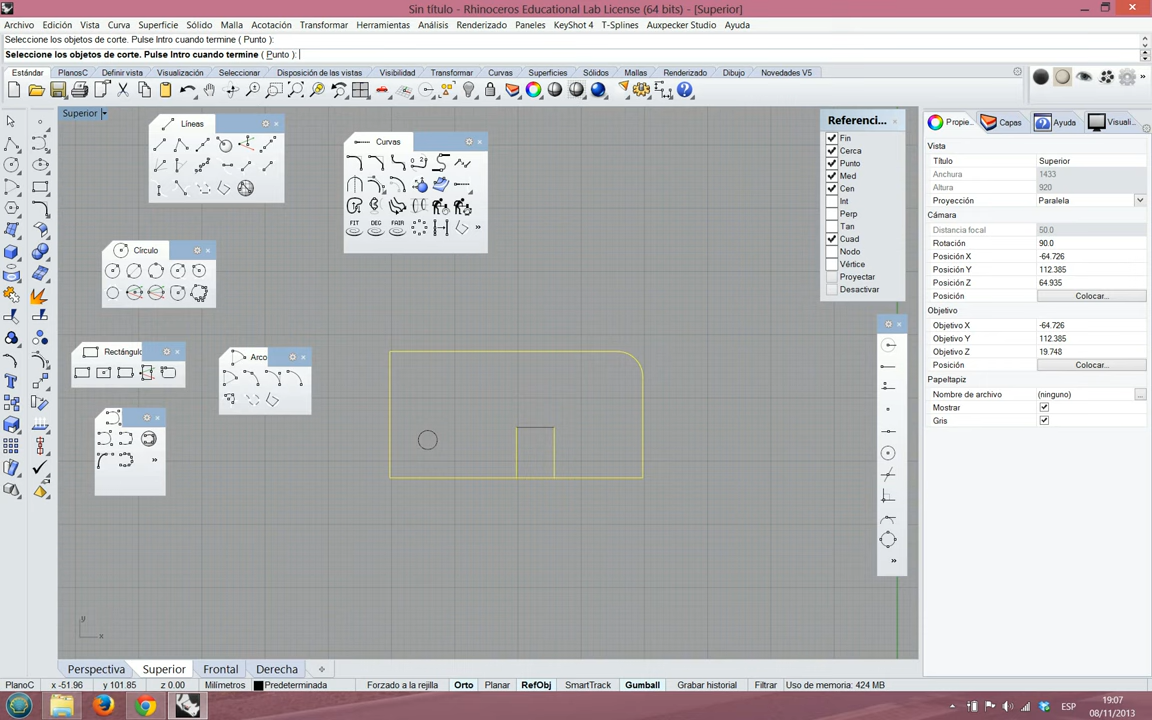 Sin título - Rhinoceros Educational Lab License (64 bits) - [Superior]
Archivo Edición Vista Curva Superficie Sólido Malla Acotación Transformar Herramientas Análisis Renderizado Paneles KeyShot 4 T-Splines Auxpecker Studio Ayuda
Seleccione los objetos de corte. Pulse Intro cuando termine ( Punto ):
Seleccione los objetos de corte. Pulse Intro cuando termine ( Punto ):
Estándar PlanosC Definir vista Visualización Seleccionar Disposición de las vistas Visibilidad Transformar Curvas Superficies Sólidos Mallas Renderizado Dibujo Novedades V5
Superior
Líneas
Curvas
FIT DEG FAIR
Círculo
Rectángulo
Arco
Referenci...
Fin
Cerca
Punto
Med
Cen
Int
Perp
Tan
Cuad
Nodo
Vértice
Proyectar
Desactivar
Propie... Capas Ayuda Visuali...
Vista
Título Superior
Anchura 1433
Altura 920
Proyección Paralela
Cámara
Distancia focal 50.0
Rotación 90.0
Posición X -64.726
Posición Y 112.385
Posición Z 64.935
Posición Colocar...
Objetivo
Objetivo X -64.726
Objetivo Y 112.385
Objetivo Z 19.748
Posición Colocar...
Papeltapiz
Nombre de archivo (ninguno) ...
Mostrar
Gris
y
x
Perspectiva Superior Frontal Derecha
PlanoC x -51.96 y 101.85 z 0.00 Milímetros Predeterminada Forzado a la rejilla Orto Planar RefObj SmartTrack Gumball Grabar historial Filtrar Uso de memoria: 424 MB
ESP
19:07
08/11/2013